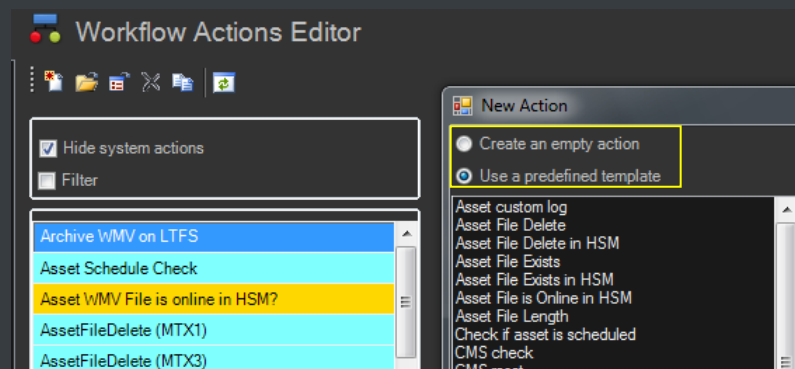 Workflow Actions Editor
Hide system actions
Filter
Archive WMV on LTFS
Asset Schedule Check
Asset WMV File is online in HSM?
AssetFileDelete (MTX1)
AssetFileDelete (MTX3)
New Action
Create an empty action
Use a predefined template
Asset custom log
Asset File Delete
Asset File Delete in HSM
Asset File Exists
Asset File Exists in HSM
Asset File is Online in HSM
Asset File Length
Check if asset is scheduled
CMS check